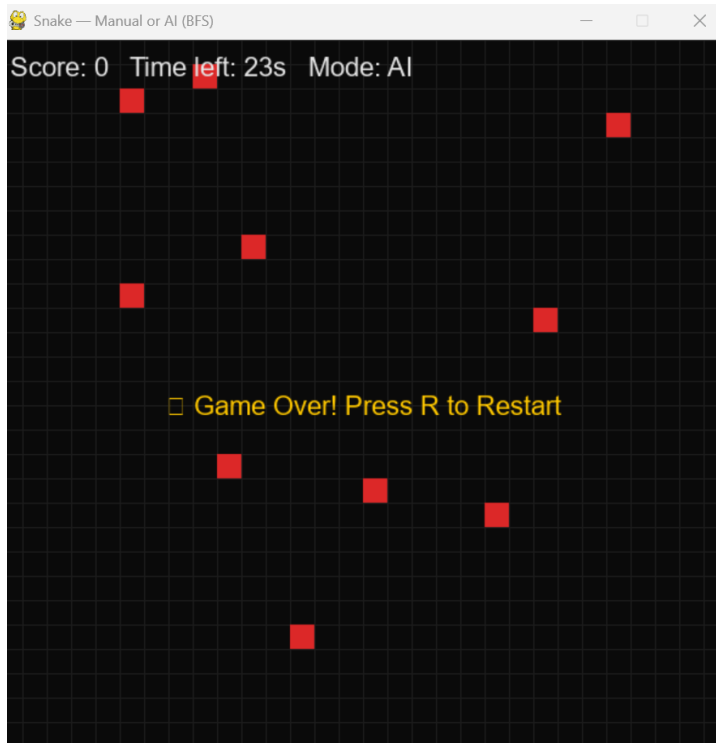 Snake — Manual or AI (BFS)
Score: 0 Time left: 23s Mode: AI
Game Over! Press R to Restart